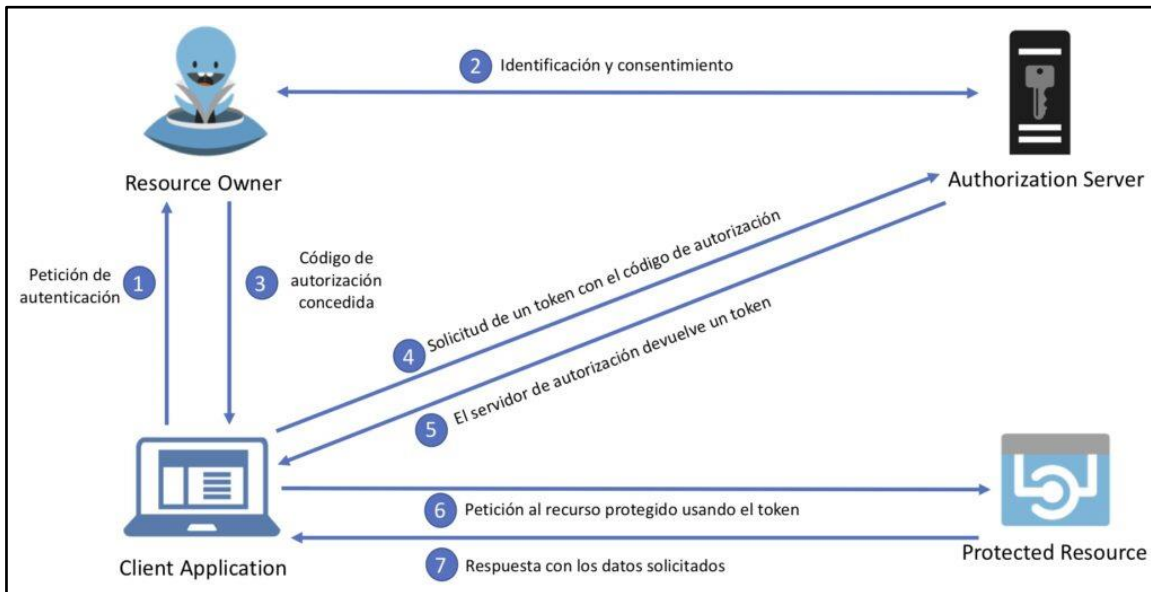 2 Identificación y consentimiento
Resource Owner
Authorization Server
Petición de
autenticación
1
3
Código de
autorización
concedida
4 Solicitud de un token con el código de autorización
5 El servidor de autorización devuelve un token
6 Petición al recurso protegido usando el token
Client Application
7 Respuesta con los datos solicitados
Protected Resource